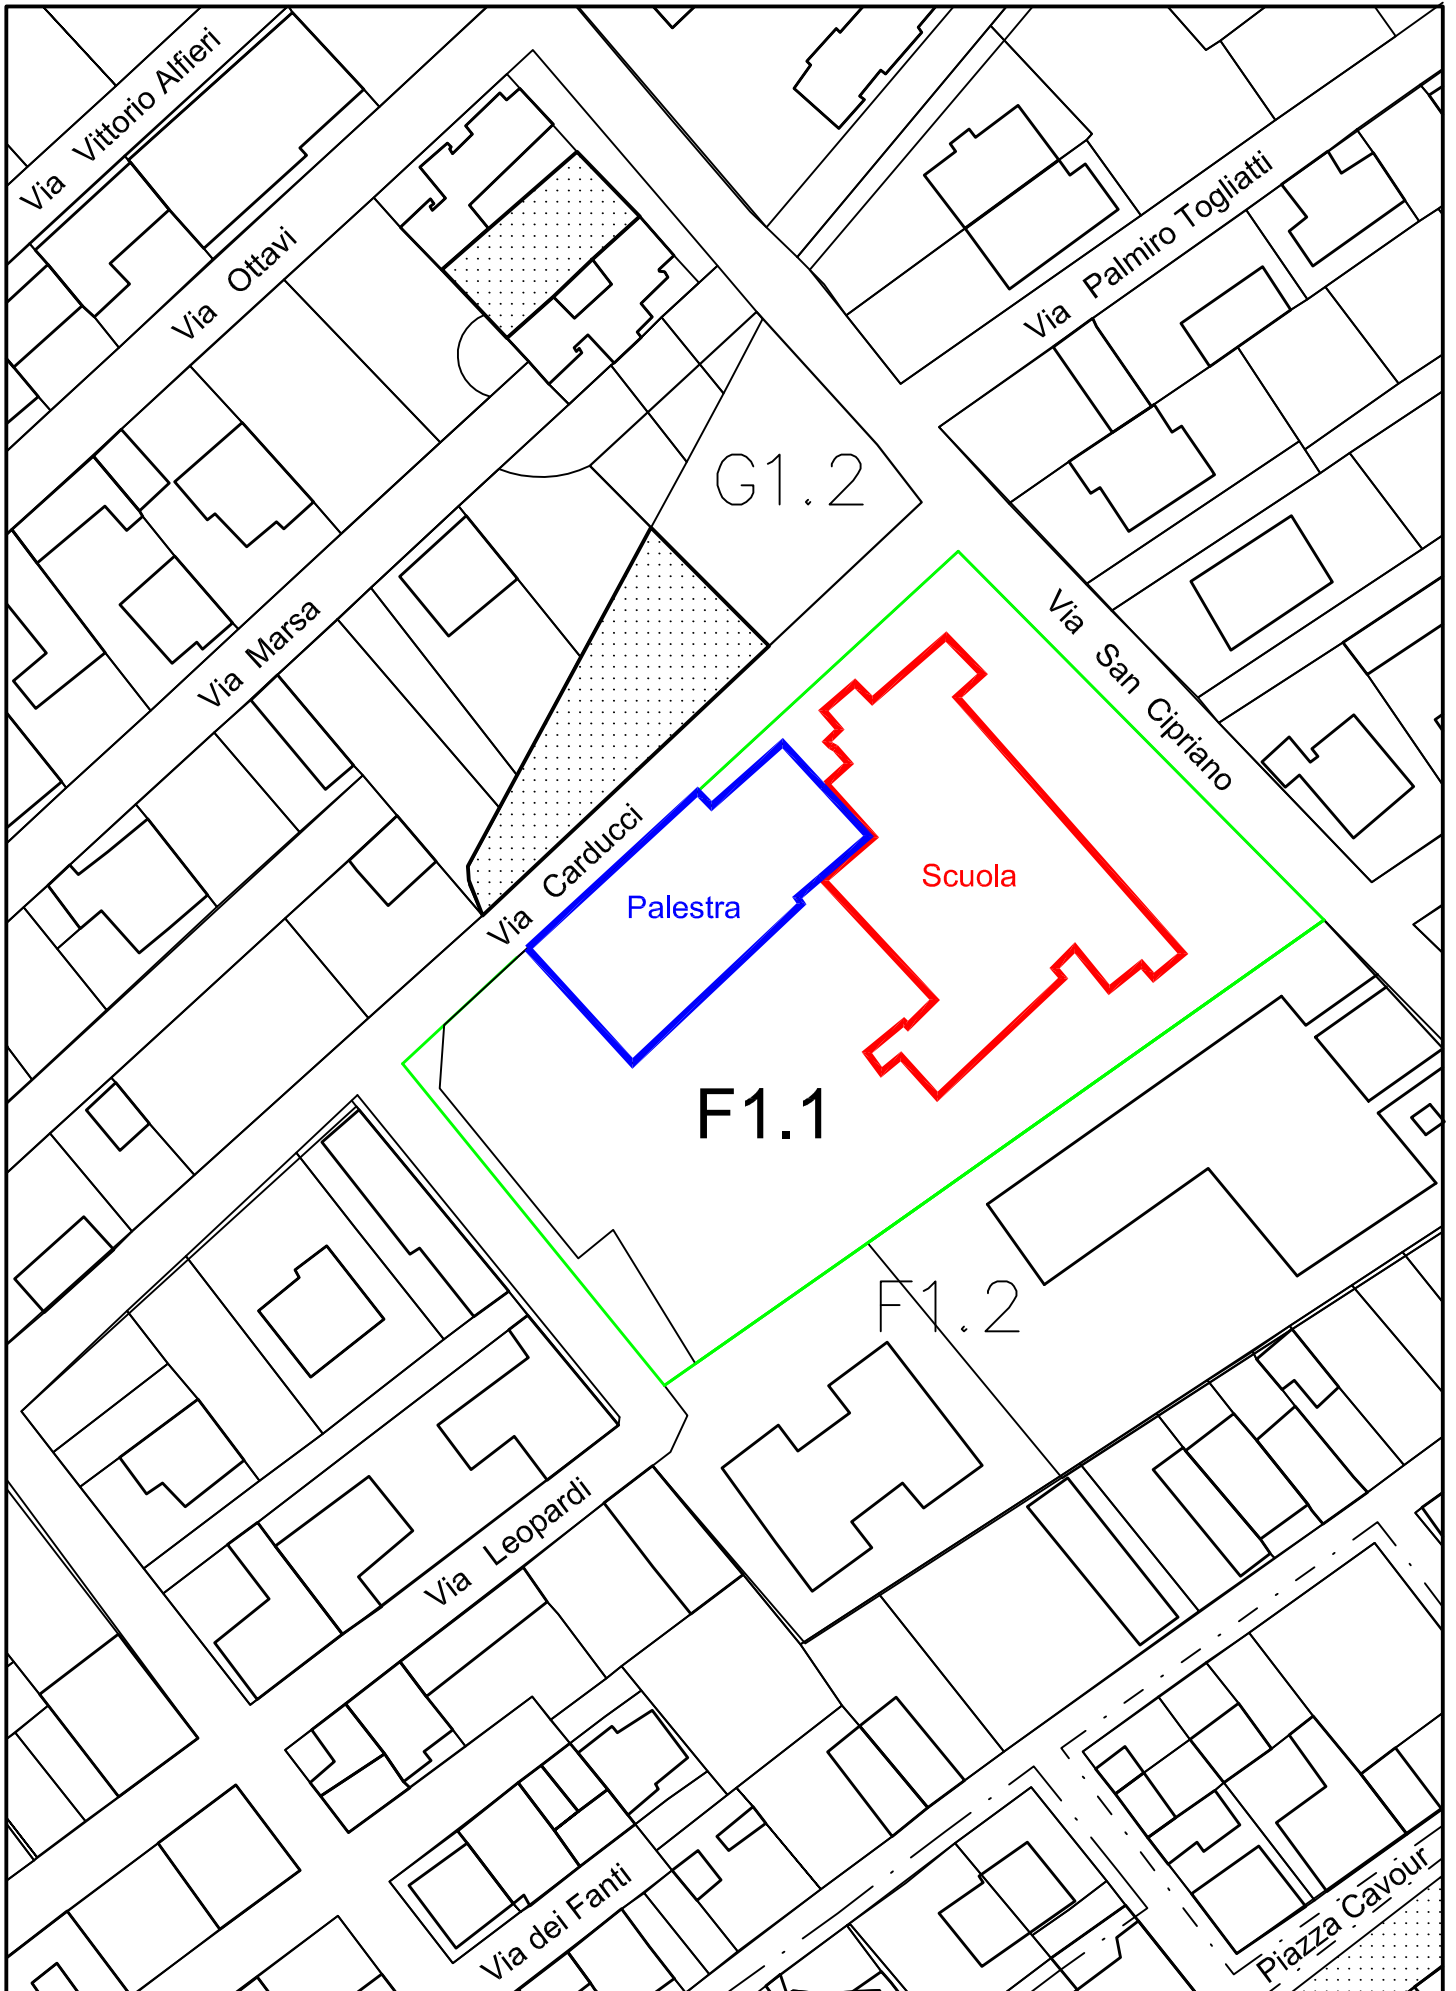 Via Vittorio Alfieri
Via Ottavi
Via Palmiro Togliatti
G1.2
Via Marsa
Via San Cipriano
Via Carducci
Scuola
Palestra
F1.1
F1.2
Via Leopardi
Via dei Fanti
Piazza Cavour